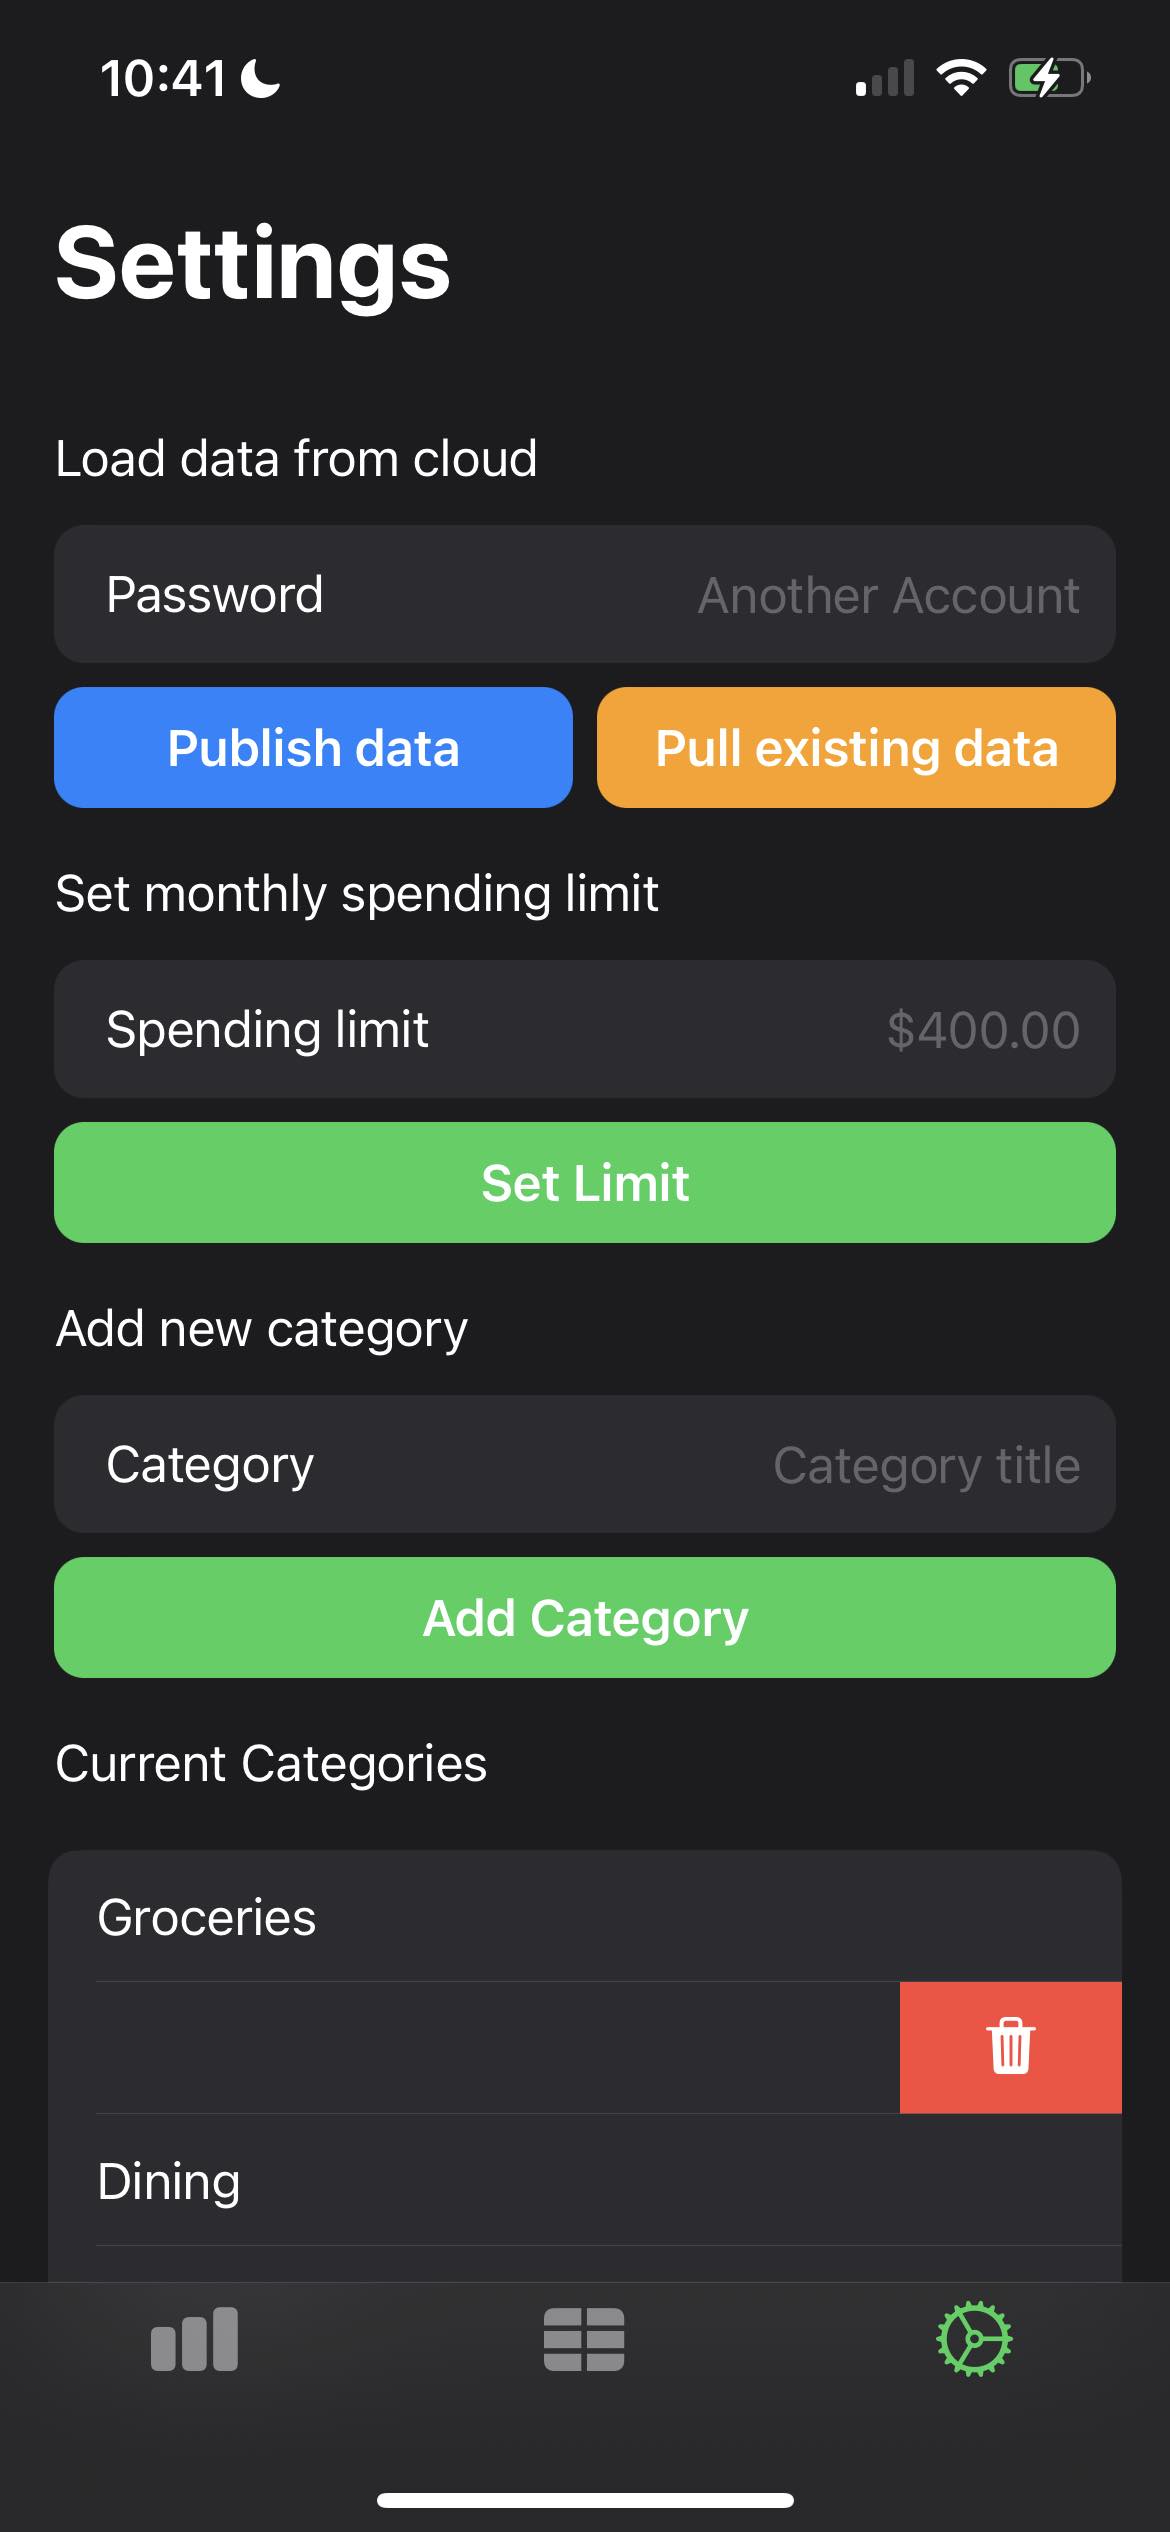 10:41
Settings
Load data from cloud
Password Another Account
Publish data Pull existing data
Set monthly spending limit
Spending limit $400.00
Set Limit
Add new category
Category Category title
Add Category
Current Categories
Groceries
Dining